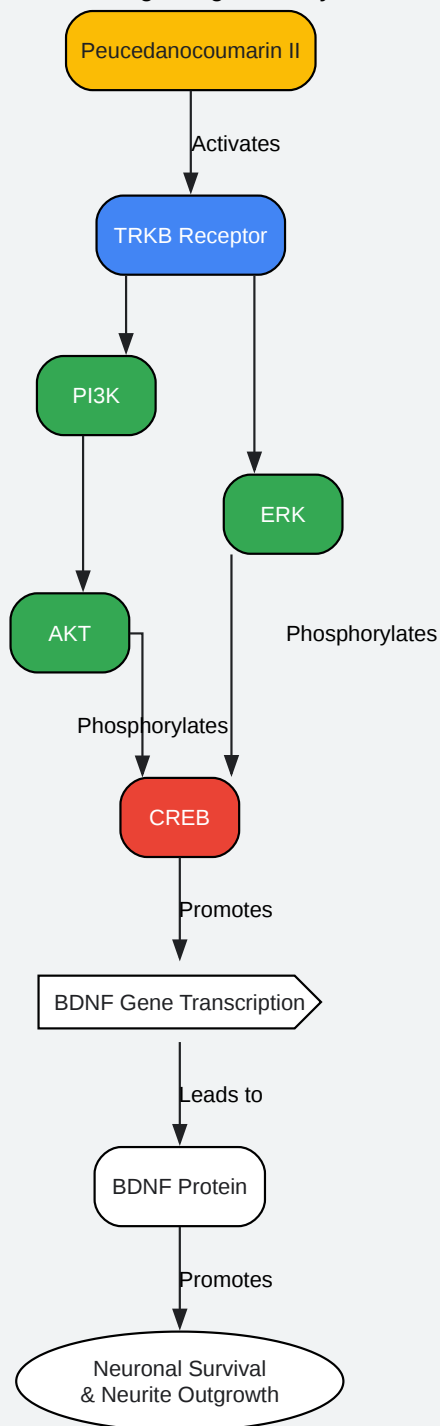 Peucedanocoumarin II
Activates
TRKB Receptor
PI3K
ERK
AKT
Phosphorylates
Phosphorylates
CREB
Promotes
BDNF Gene Transcription
Leads to
BDNF Protein
Promotes
Neuronal Survival
& Neurite Outgrowth